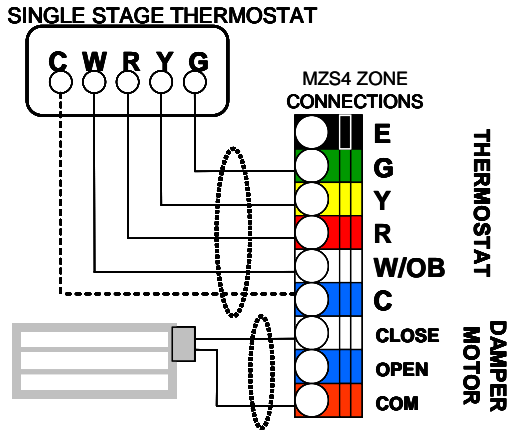 SINGLE STAGE THERMOSTAT
C W R Y G
MZS4 ZONE
CONNECTIONS
E
G
Y
R
W/OB
C
THERMOSTAT
CLOSE
OPEN
COM
DAMPER
MOTOR